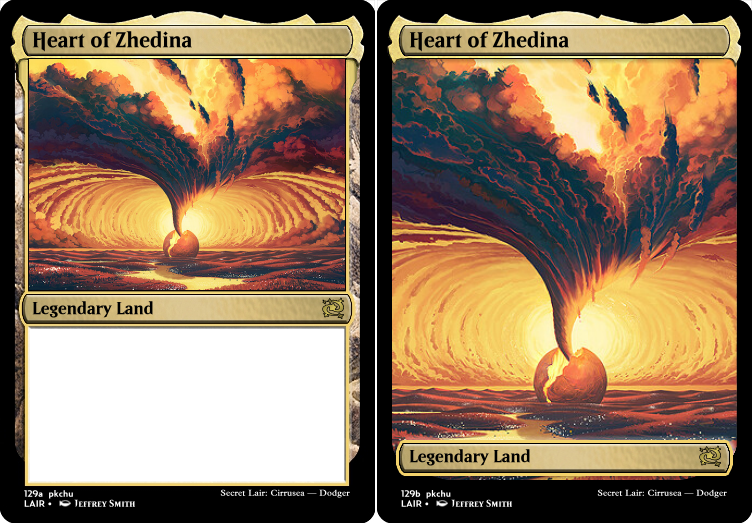 Heart of Zhedina
Legendary Land
129a pkchu
LAIR • Jeffrey Smith
Secret Lair: Cirrusea — Dodger
Heart of Zhedina
Legendary Land
129b pkchu
LAIR • Jeffrey Smith
Secret Lair: Cirrusea — Dodger